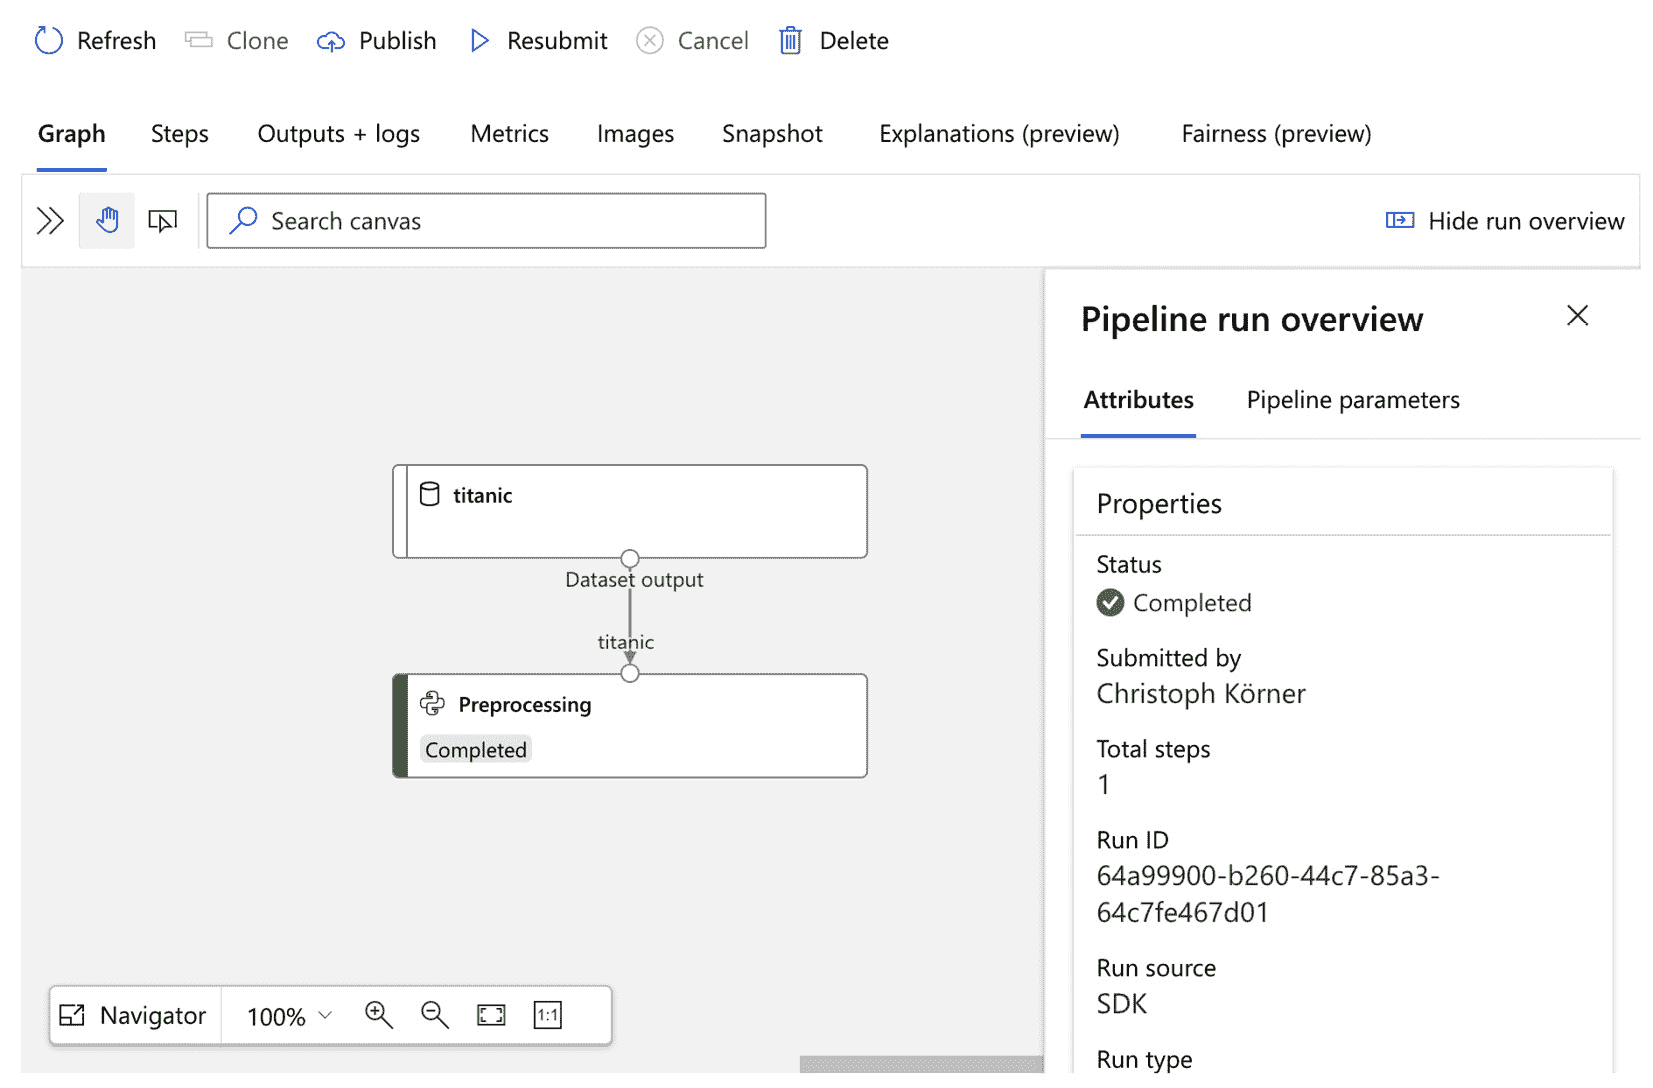 Refresh Clone Publish Resubmit Cancel Delete
Graph Steps Outputs + logs Metrics Images Snapshot Explanations (preview) Fairness (preview)
Search canvas Hide run overview
Pipeline run overview
Attributes Pipeline parameters
titanic
Dataset output
titanic
Preprocessing
Completed
Properties
Status
Completed
Submitted by
Christoph Körner
Total steps
1
Run ID
64a99900-b260-44c7-85a3-
64c7fe467d01
Run source
SDK
Run type
Navigator 100% 1:1